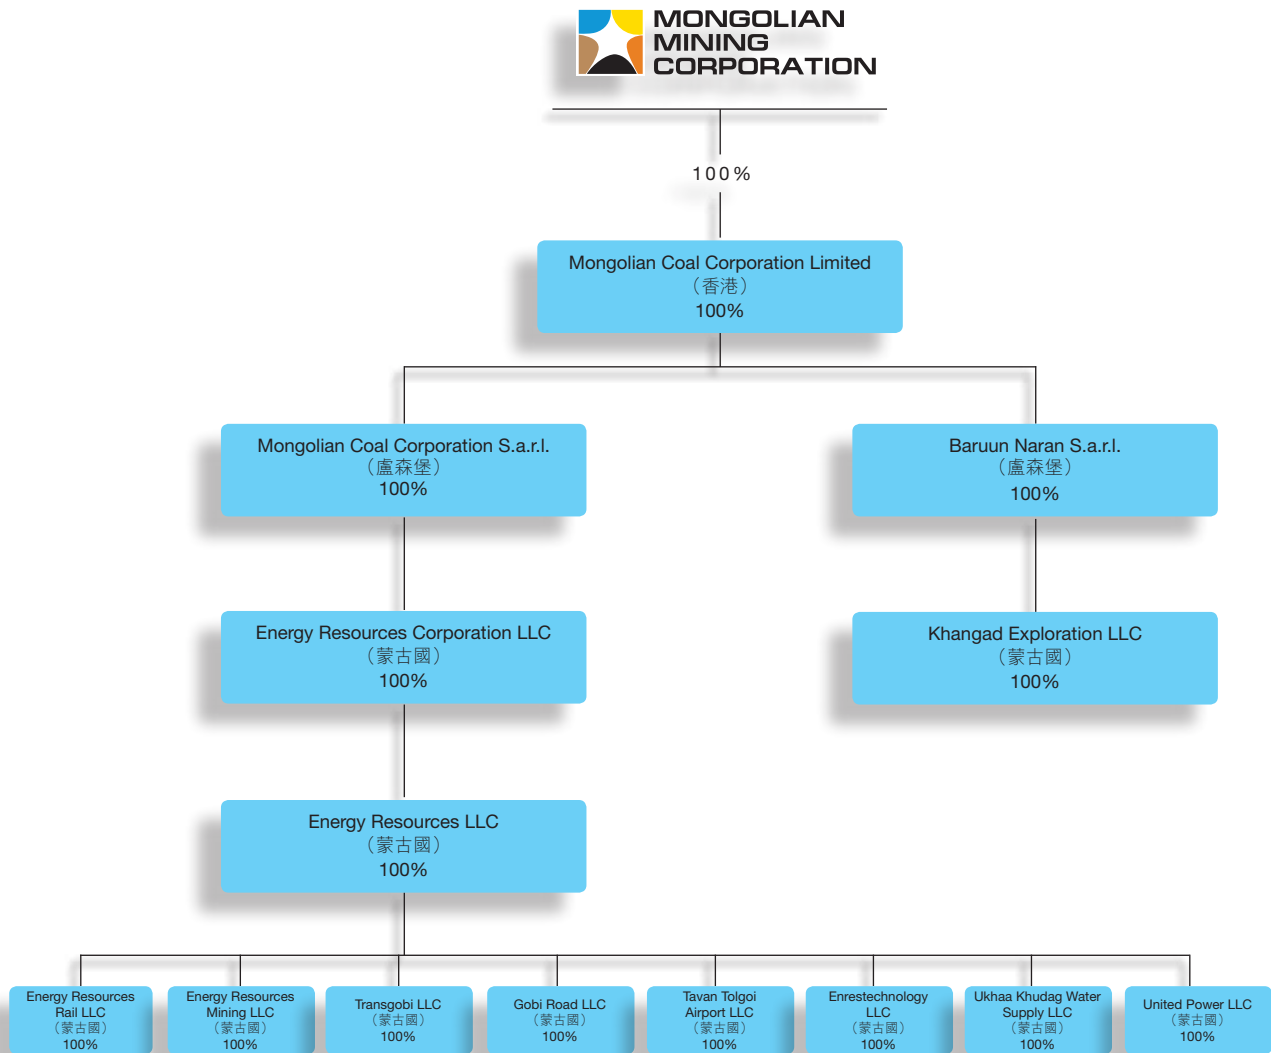 MONGOLIAN
MINING
CORPORATION
100%
Mongolian Coal Corporation Limited
（香港）
100%
Mongolian Coal Corporation S.a.r.l.
（盧森堡）
100%
Baruun Naran S.a.r.l.
（盧森堡）
100%
Energy Resources Corporation LLC
（蒙古國）
100%
Khangad Exploration LLC
（蒙古國）
100%
Energy Resources LLC
（蒙古國）
100%
Energy Resources
Rail LLC
（蒙古國）
100%
Energy Resources
Mining LLC
（蒙古國）
100%
Transgobi LLC
（蒙古國）
100%
Gobi Road LLC
（蒙古國）
100%
Tavan Tolgoi
Airport LLC
（蒙古國）
100%
Enrestechnology
LLC
（蒙古國）
100%
Ukhaa Khudag Water
Supply LLC
（蒙古國）
100%
United Power LLC
（蒙古國）
100%